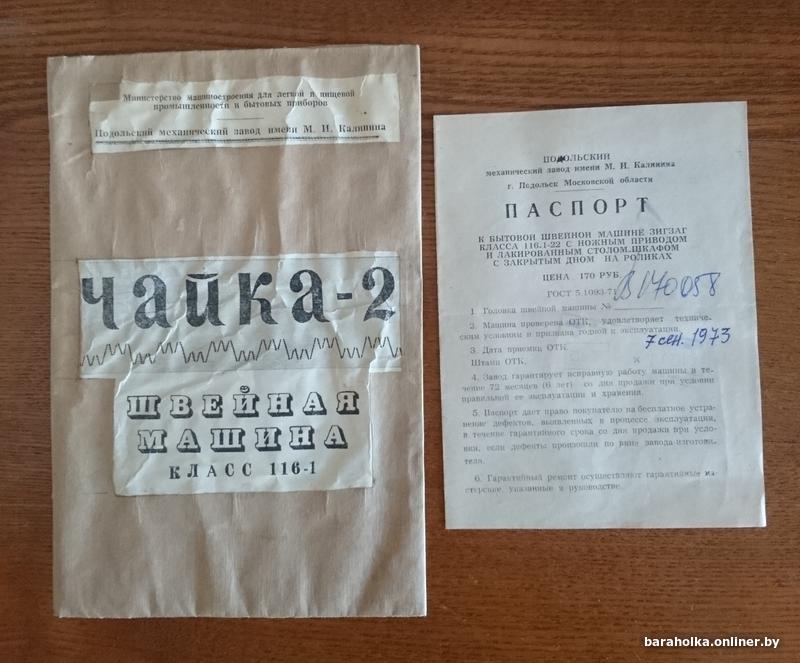 Министерство машиностроения для легкой и пищевой
промышленности и бытовых приборов
Подольский механический завод имени М. И. Калинина
чайка-2
ШВЕЙНАЯ
МАШИНА
КЛАСС 116-1
ПОДОЛЬСКИЙ
механический завод имени М. И. Калинина
г. Подольск Московской области
ПАСПОРТ
К БЫТОВОЙ ШВЕЙНОЙ МАШИНЕ ЗИГЗАГ
КЛАССА 116.1-22 С НОЖНЫМ ПРИВОДОМ
И ЛАКИРОВАННЫМ СТОЛОМ-ШКАФОМ
С ЗАКРЫТЫМ ДНОМ НА РОЛИКАХ
ЦЕНА 170 РУБ.
ГОСТ 5.1093-71
В170058
1. Головка швейной машины №
2. Машина проверена ОТК, удовлетворяет техниче-
ским условиям и признана годной к эксплуатации.
7 сен. 1973
3. Дата приемки ОТК.
Штамп ОТК.
4. Завод гарантирует исправную работу машины в те-
чение 72 месяцев (6 лет) со дня продажи при условии
правильной ее эксплуатации и хранения.
5. Паспорт дает право покупателю на бесплатное устра-
нение дефектов, выявленных в процессе эксплуатации,
в течение гарантийного срока со дня продажи при усло-
вии, если дефекты произошли по вине завода-изготови-
теля.
6. Гарантийный ремонт осуществляют гарантийные ма-
стерские, указанные в руководстве.
baraholka.onliner.by